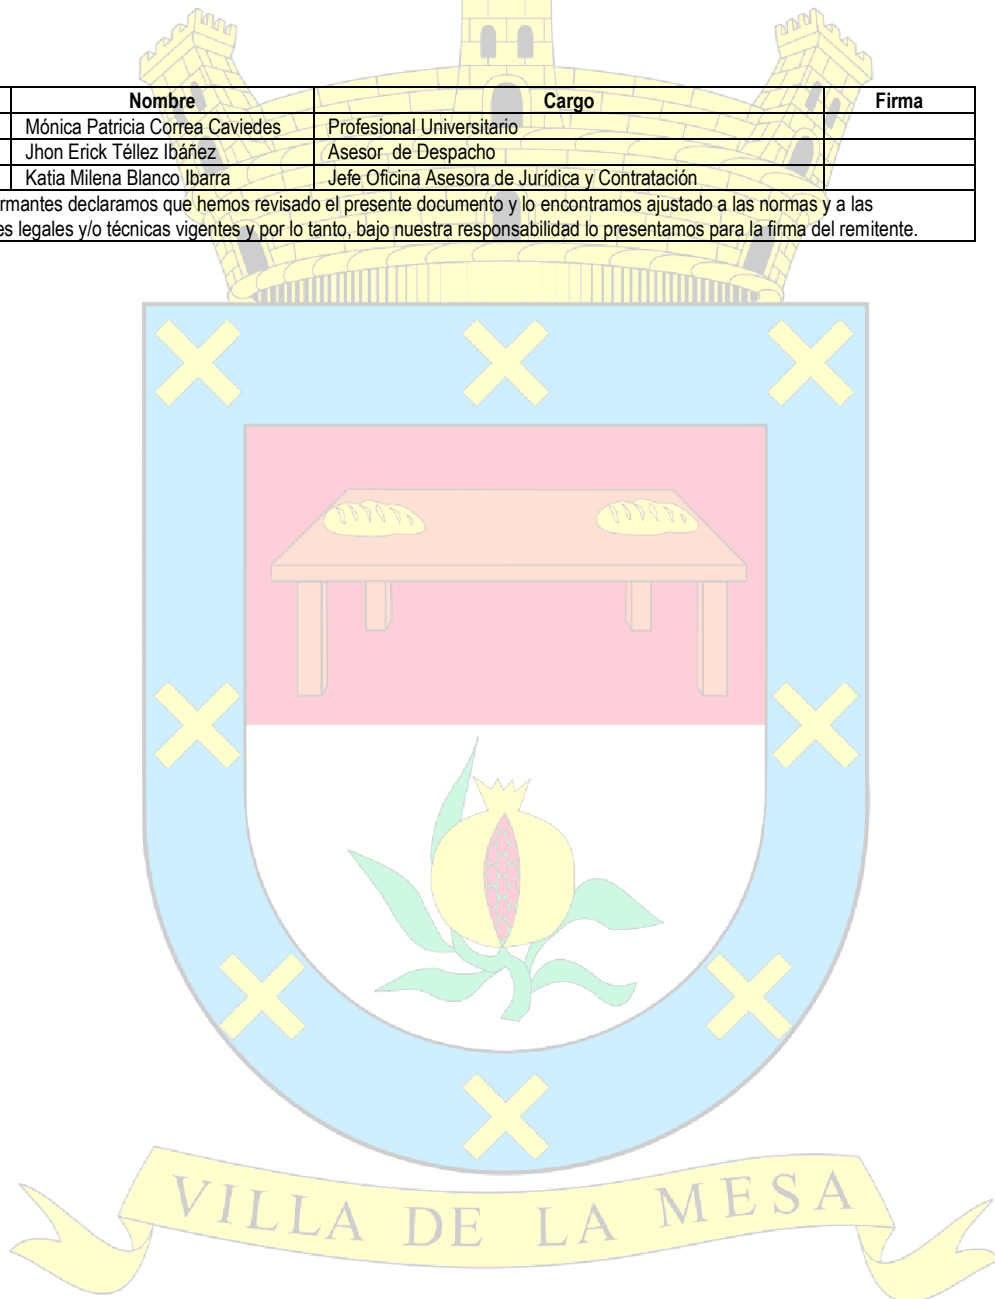 Nombre Cargo Firma
Mónica Patricia Correa Caviedes Profesional Universitario
Jhon Erick Téllez Ibáñez Asesor de Despacho
Katia Milena Blanco Ibarra Jefe Oficina Asesora de Jurídica y Contratación
declaramos que hemos revisado el presente documento y lo encontramos ajustado a las normas y a las
legales y/o técnicas vigentes y por lo tanto, bajo nuestra responsabilidad lo presentamos para la firma del remitente.
VILLA DE LA MESA